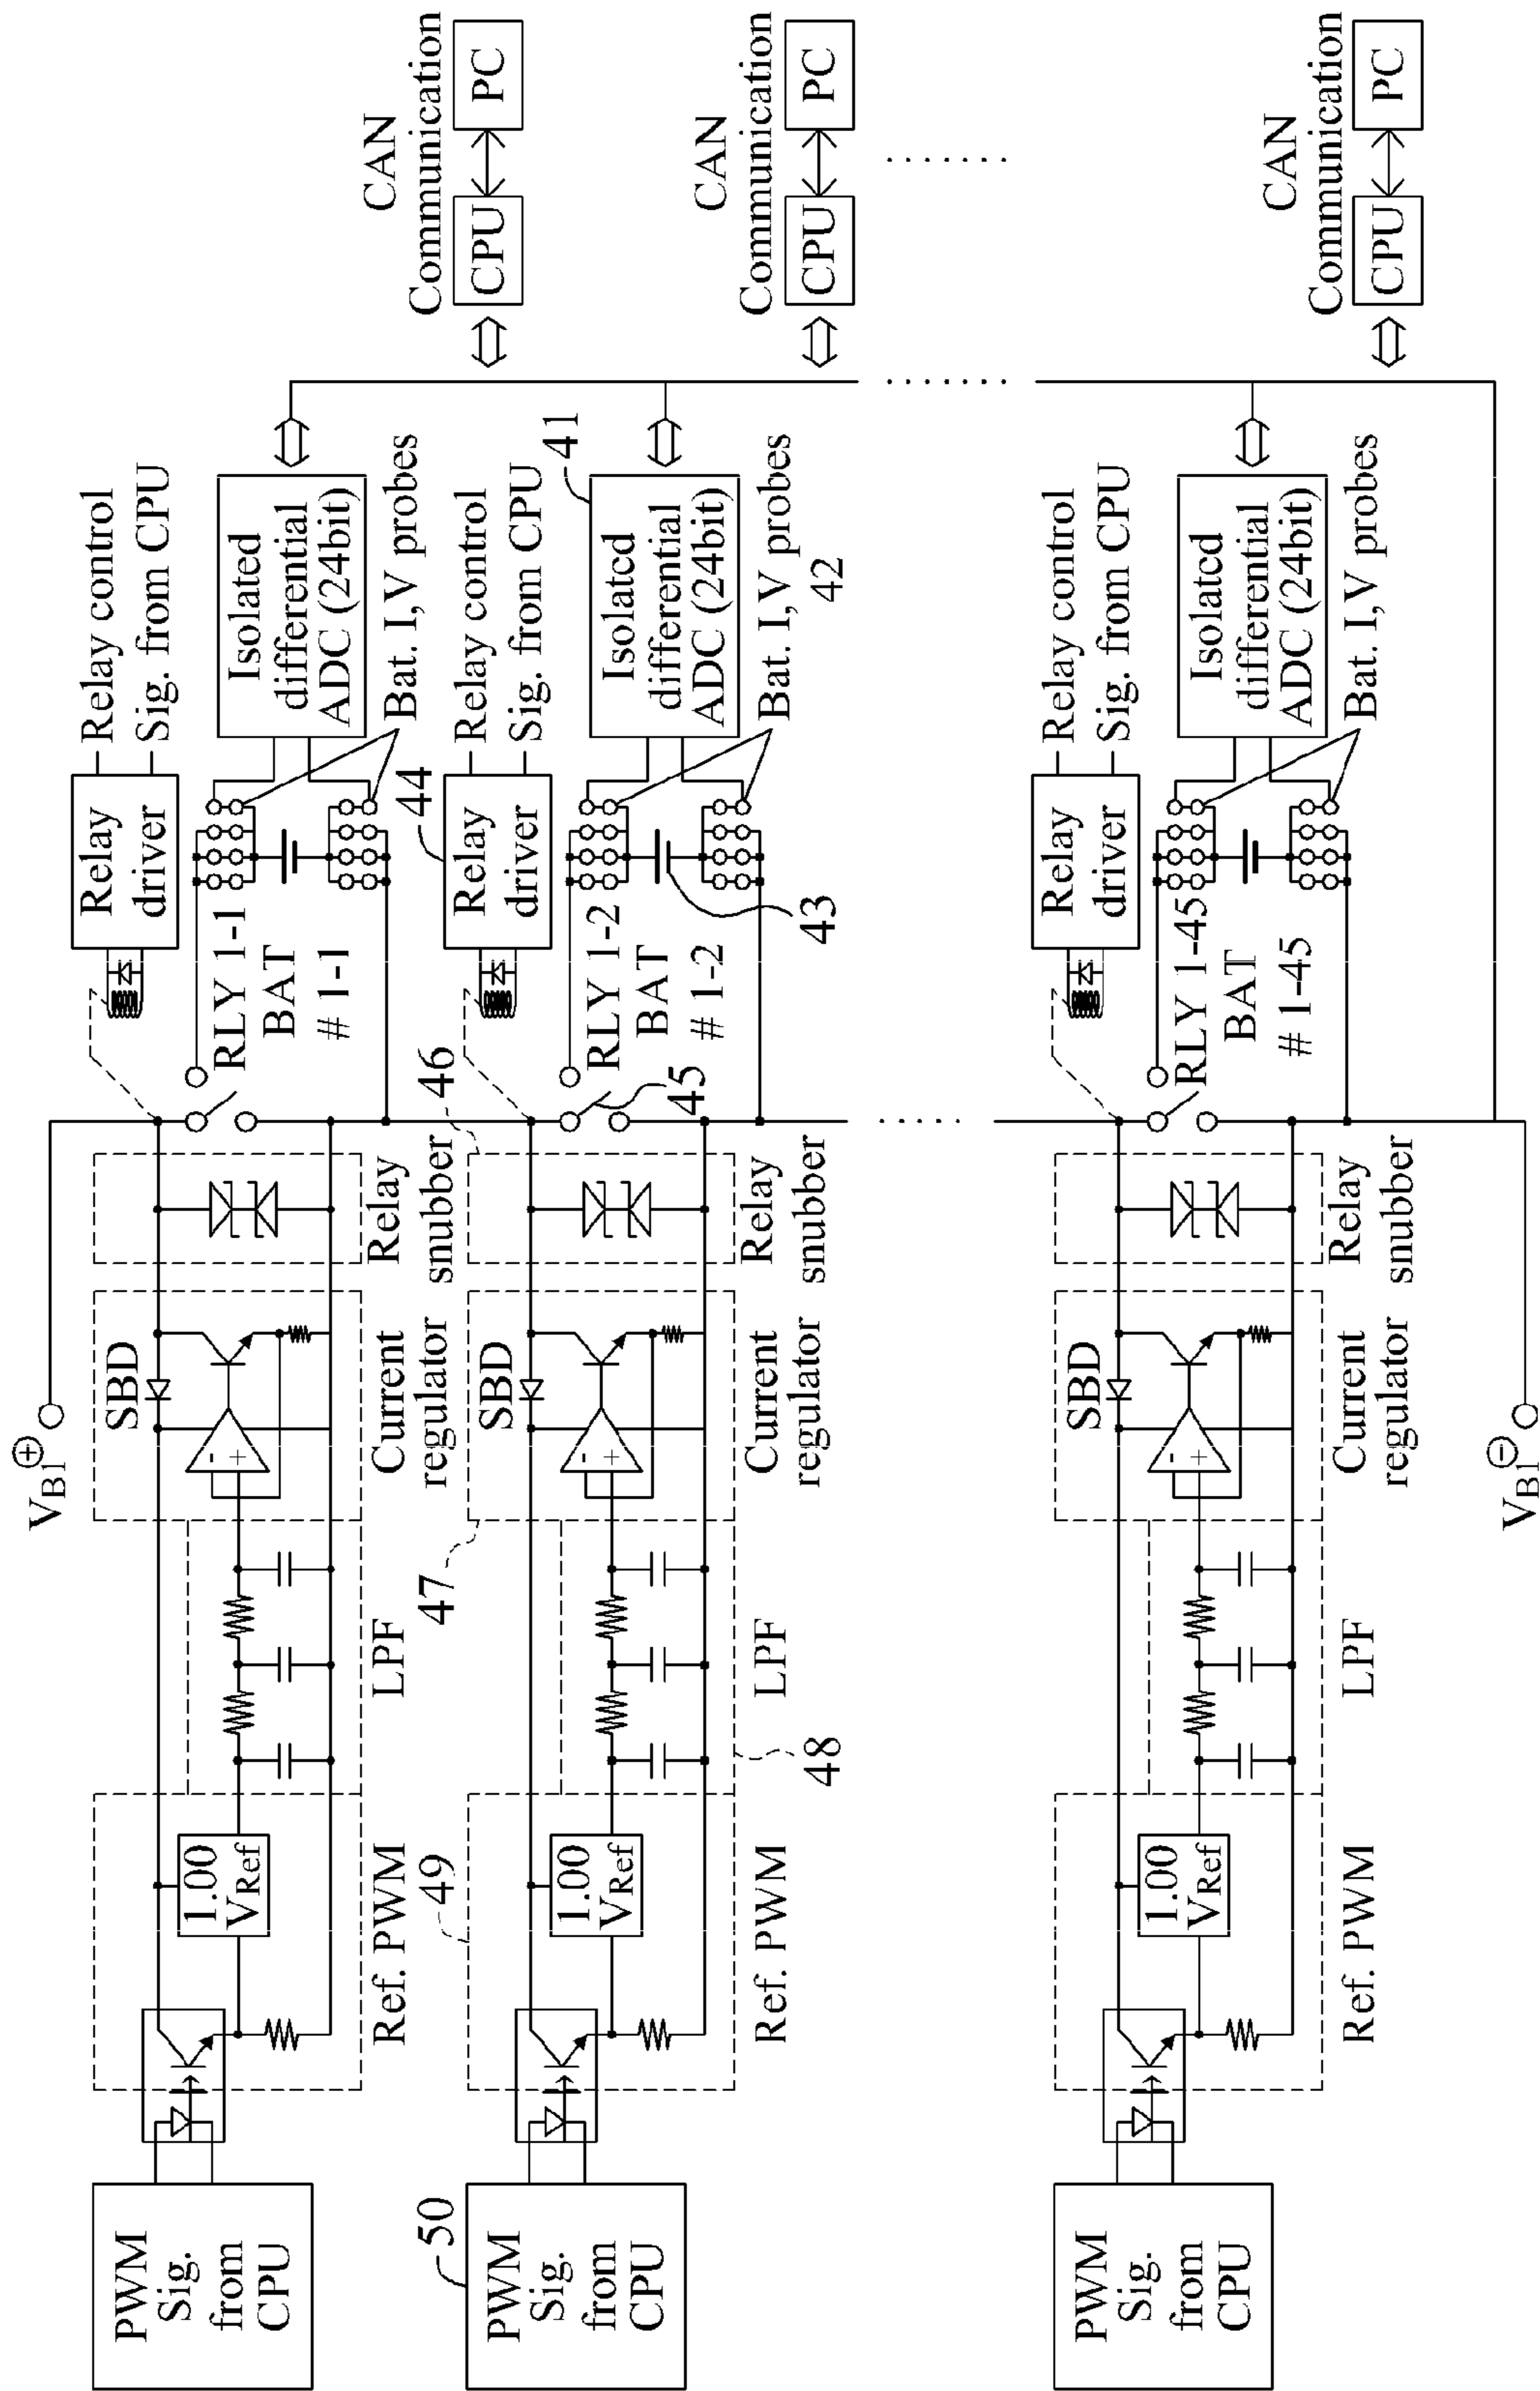 V_B1 ⊕
PWM
Sig.
from
CPU
1.00
V_Ref
Ref. PWM
LPF
SBD
Current
regulator
Relay
snubber
RLY 1-1
BAT
# 1-1
Relay
driver
Relay control
Sig. from CPU
Isolated
differential
ADC (24bit)
Bat. I,V probes
CAN
Communication
CPU
PC
50
PWM
Sig.
from
CPU
49
1.00
V_Ref
Ref. PWM
48
LPF
47
SBD
Current
regulator
46
Relay
snubber
45
RLY 1-2
BAT
# 1-2
43
44
Relay
driver
Relay control
Sig. from CPU
41
Isolated
differential
ADC (24bit)
Bat. I,V probes
42
CAN
Communication
CPU
PC
PWM
Sig.
from
CPU
1.00
V_Ref
Ref. PWM
LPF
SBD
Current
regulator
Relay
snubber
RLY 1-45
BAT
# 1-45
Relay
driver
Relay control
Sig. from CPU
Isolated
differential
ADC (24bit)
Bat. I,V probes
CAN
Communication
CPU
PC
V_B1 ⊖